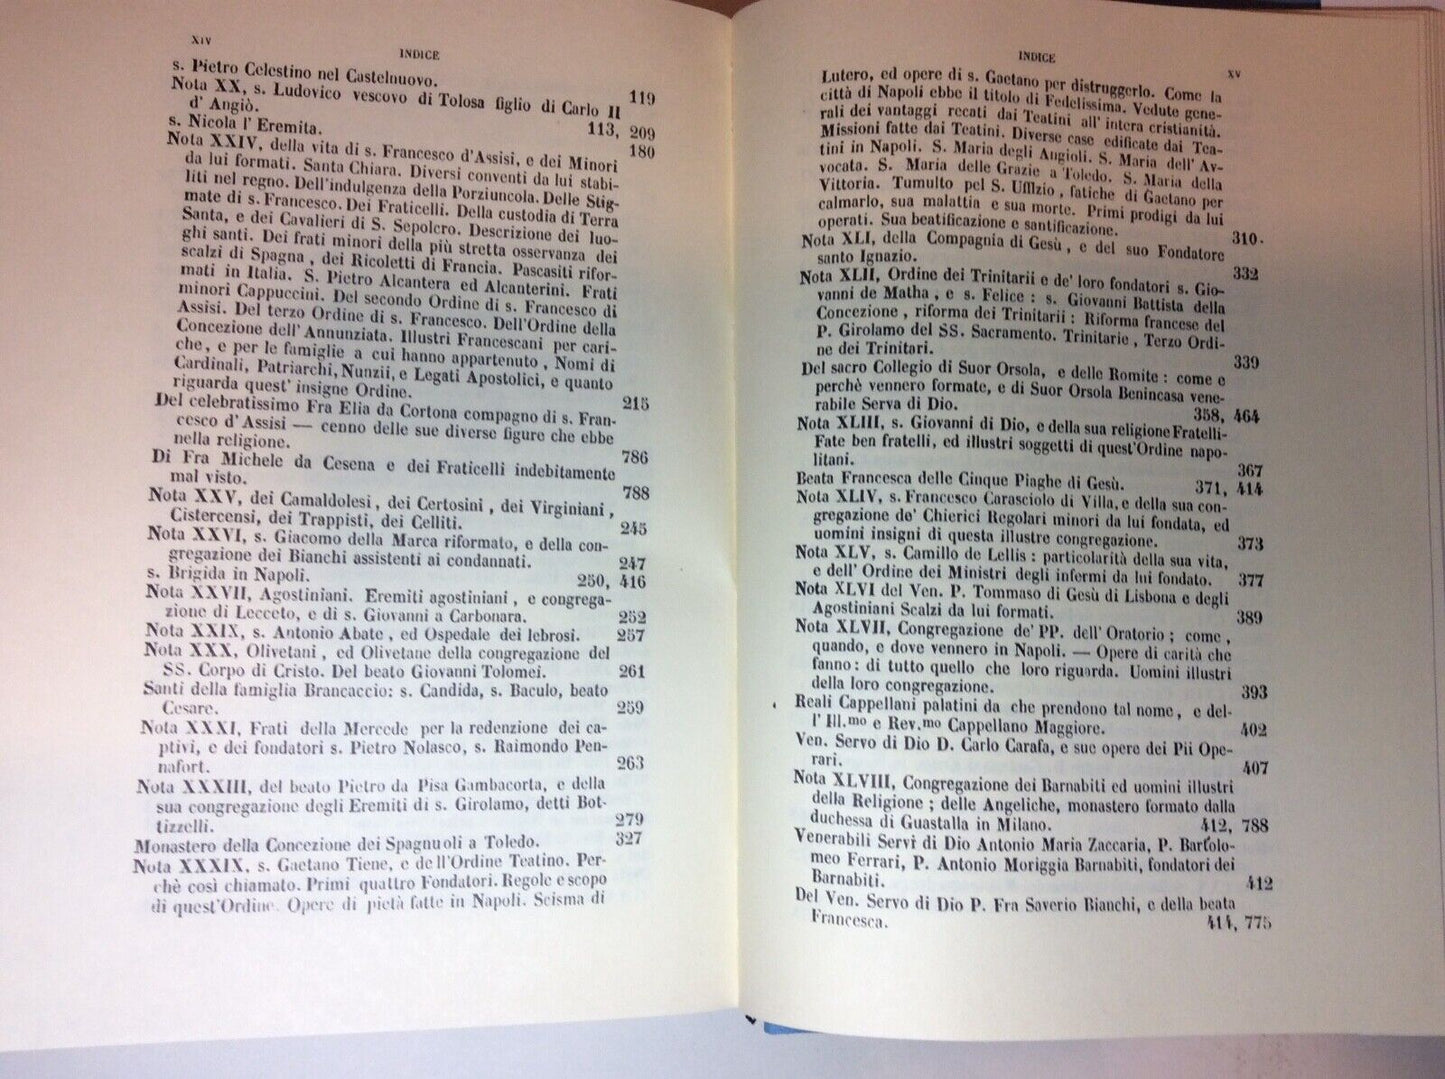 XIV
INDICE
s. Pietro Celestino nel Castelnuovo. 119
Nota XX, s. Ludovico vescovo di Tolosa figlio di Carlo II
d' Angiò. 113, 209
s. Nicola l' Eremita. 180
Nota XXIV, della vita di s. Francesco d'Assisi, e dei Minori
da lui formati. Santa Chiara. Diversi conventi da lui stabi-
liti nel regno. Dell'indulgenza della Porziuncola. Delle Stig-
mate di s. Francesco. Dei Fraticelli. Della custodia di Terra
Santa, e dei Cavalieri di S. Sepolcro. Descrizione dei luo-
ghi santi. Dei frati minori della più stretta osservanza dei
scalzi di Spagna, dei Ricoletti di Francia. Pascasiti rifor-
mati in Italia. S. Pietro Alcantera ed Alcanterini. Frati
minori Cappuccini. Del secondo Ordine di s. Francesco di
Assisi. Del terzo Ordine di s. Francesco. Dell'Ordine della
Concezione dell' Annunziata. Illustri Francescani per cari-
che, e per le famiglie a cui hanno appartenuto, Nomi di
Cardinali, Patriarchi, Nunzii, e Legati Apostolici, e quanto
riguarda quest' insigne Ordine. 215
Del celebratissimo Fra Elia da Cortona compagno di s. Fran-
cesco d' Assisi — cenno delle sue diverse figure che ebbe
nella religione. 786
Di Fra Michele da Cesena e dei Fraticelli indebitamente
mal visto. 788
Nota XXV, dei Camaldolesi, dei Certosini, dei Virginiani,
Cistercensi, dei Trappisti, dei Celliti. 245
Nota XXVI, s. Giacomo della Marca riformato, e della con-
gregazione dei Bianchi assistenti ai condannati. 247
s. Brigida in Napoli. 250, 416
Nota XXVII, Agostiniani. Eremiti agostiniani, e congrega-
zione di Lecceto, e di s. Giovanni a Carbonara. 252
Nota XXIX, s. Antonio Abate, ed Ospedale dei lebrosi. 257
Nota XXX, Olivetani, ed Olivetane della congregazione del
SS. Corpo di Cristo. Del beato Giovanni Tolomei. 261
Santi della famiglia Brancaccio: s. Candida, s. Baculo, beato
Cesare. 259
Nota XXXI, Frati della Mercede per la redenzione dei ca-
ptivi, e dei fondatori s. Pietro Nolasco, s. Raimondo Pen-
nafort. 263
Nota XXXIII, del beato Pietro da Pisa Gambacorta, e della
sua congregazione degli Eremiti di s. Girolamo, detti Bot-
tizzelli. 279
Monastero della Concezione dei Spagnuoli a Toledo. 327
Nota XXXIX, s. Gaetano Tiene, e dell'Ordine Teatino. Per-
chè così chiamato. Primi quattro Fondatori. Regole e scopo
di quest'Ordine. Opere di pietà fatte in Napoli. Scisma di
INDICE
XV
Lutero, ed opere di s. Gaetano per distruggerlo. Come la
città di Napoli ebbe il titolo di Fedelissima. Vedute gene-
rali dei vantaggi recati dai Teatini all' intera cristianità.
Missioni fatte dai Teatini. Diverse case edificate dai Tea-
tini in Napoli. S. Maria degli Angioli. S. Maria dell' Av-
vocata. S. Maria delle Grazie a Toledo. S. Maria della
Vittoria. Tumulto pel S. Uffizio, fatiche di Gaetano per
calmarlo, sua malattia e sua morte. Primi prodigi da lui
operati. Sua beatificazione e santificazione. 310.
Nota XLI, della Compagnia di Gesù, e del suo Fondatore
santo Ignazio. 332
Nota XLII, Ordine dei Trinitarii e de' loro fondatori s. Gio-
vanni de Matha, e s. Felice: s. Giovanni Battista della
Concezione, riforma dei Trinitarii: Riforma francese del
P. Girolamo del SS. Sacramento. Trinitarie, Terzo Ordi-
ne dei Trinitari. 339
Del sacro Collegio di Suor Orsola, e delle Romite: come e
perchè vennero formate, e di Suor Orsola Benincasa vene-
rabile Serva di Dio. 358, 464
Nota XLIII, s. Giovanni di Dio, e della sua religione Fratelli-
Fate ben fratelli, ed illustri soggetti di quest'Ordine napo-
litani. 367
Beata Francesca delle Cinque Piaghe di Gesù. 371, 414
Nota XLIV, s. Francesco Carasciolo di Villa, e della sua con-
gregazione de' Chierici Regolari minori da lui fondata, ed
uomini insigni di questa illustre congregazione. 373
Nota XLV, s. Camillo de Lellis: particolarità della sua vita,
e dell' Ordine dei Ministri degli infermi da lui fondato. 377
Nota XLVI del Ven. P. Tommaso di Gesù di Lisbona e degli
Agostiniani Scalzi da lui formati. 389
Nota XLVII, Congregazione de' PP. dell' Oratorio; come,
quando, e dove vennero in Napoli. — Opere di carità che
fanno: di tutto quello che loro riguarda. Uomini illustri
della loro congregazione. 393
Reali Cappellani palatini da che prendono tal nome, e del-
l' Ill.mo e Rev.mo Cappellano Maggiore. 402
Ven. Servo di Dio D. Carlo Carafa, e sue opere dei Pii Ope-
rari. 407
Nota XLVIII, Congregazione dei Barnabiti ed uomini illustri
della Religione; delle Angeliche, monastero formato dalla
duchessa di Guastalla in Milano. 412, 788
Venerabili Servi di Dio Antonio Maria Zaccaria, P. Bartolo-
meo Ferrari, P. Antonio Moriggia Barnabiti, fondatori dei
Barnabiti. 412
Del Ven. Servo di Dio P. Fra Saverio Bianchi, e della beata
Francesca. 414, 775